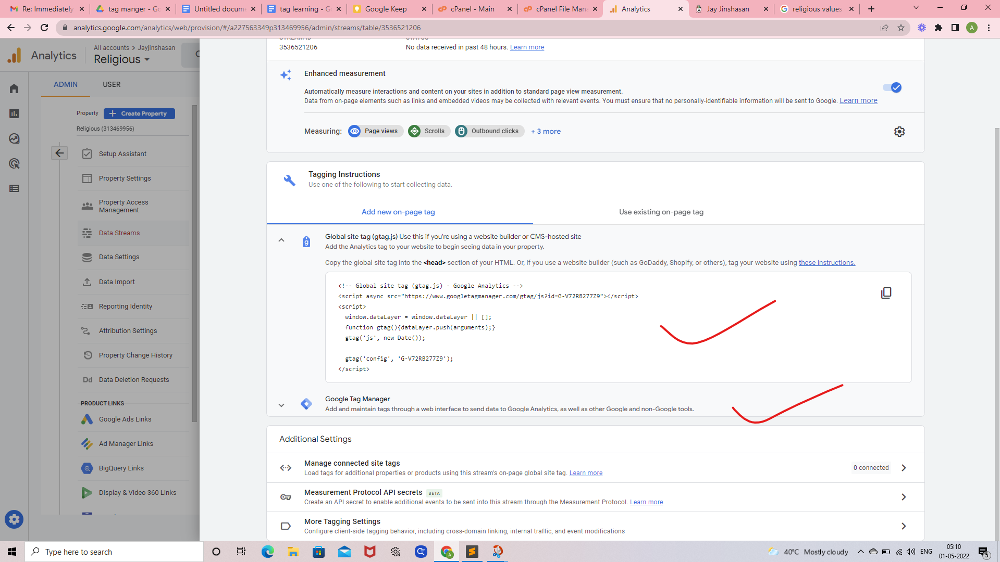 Re: Immediately
tag manger - Go
Untitled docume
tag learning - G
Google Keep
cPanel - Main
cPanel File Mana
Analytics
Jay Jinshasan
religious values
analytics.google.com/analytics/web/provision/#/a227563349p313469956/admin/streams/table/3536521206
A
Analytics
All accounts > Jayjinshasan
Religious
ADMIN
USER
Property
Create Property
Religious (313469956)
Setup Assistant
Property Settings
Property Access
Management
Data Streams
Data Settings
Data Import
Reporting Identity
Attribution Settings
Property Change History
Dd Data Deletion Requests
PRODUCT LINKS
Google Ads Links
Ad Manager Links
BigQuery Links
Display & Video 360 Links
STREAM ID
STATUS
3536521206
No data received in past 48 hours. Learn more
Enhanced measurement
Automatically measure interactions and content on your sites in addition to standard page view measurement.
Data from on-page elements such as links and embedded videos may be collected with relevant events. You must ensure that no personally-identifiable information will be sent to Google. Learn more
Measuring:
Page views
Scrolls
Outbound clicks
+ 3 more
Tagging Instructions
Use one of the following to start collecting data.
Add new on-page tag
Use existing on-page tag
Global site tag (gtag.js) Use this if you're using a website builder or CMS-hosted site
Add the Analytics tag to your website to begin seeing data in your property.
Copy the global site tag into the <head> section of your HTML. Or, if you use a website builder (such as GoDaddy, Shopify, or others), tag your website using these instructions.
<!-- Global site tag (gtag.js) - Google Analytics -->
<script async src="https://www.googletagmanager.com/gtag/js?id=G-V72RB277Z9"></script>
<script>
window.dataLayer = window.dataLayer || [];
function gtag(){dataLayer.push(arguments);}
gtag('js', new Date());
gtag('config', 'G-V72RB277Z9');
</script>
Google Tag Manager
Add and maintain tags through a web interface to send data to Google Analytics, as well as other Google and non-Google tools.
Additional Settings
Manage connected site tags
Load tags for additional properties or products using this stream's on-page global site tag. Learn more
0 connected
Measurement Protocol API secrets BETA
Create an API secret to enable additional events to be sent into this stream through the Measurement Protocol. Learn more
More Tagging Settings
Configure client-side tagging behavior, including cross-domain linking, internal traffic, and event modifications
Type here to search
40°C Mostly cloudy
ENG
05:10
01-05-2022
5